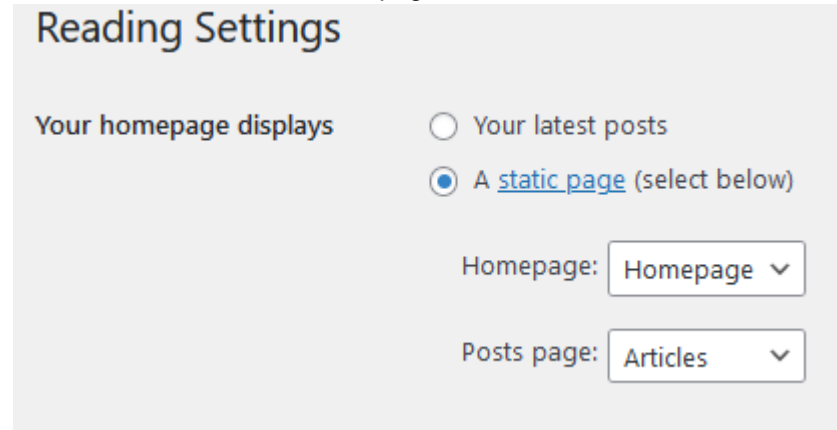 Reading Settings
Your homepage displays
Your latest posts
A static page (select below)
Homepage: Homepage
Posts page: Articles